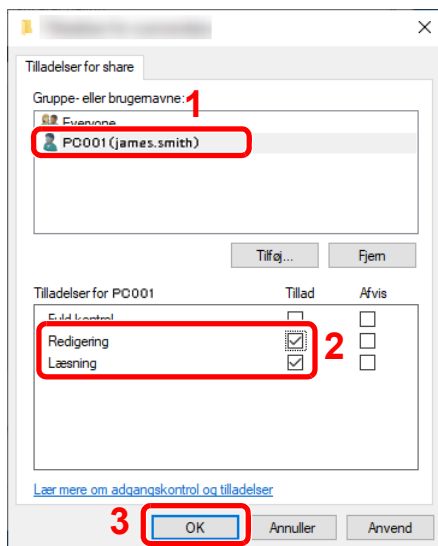 Tilladelser for share
Gruppe- eller brugernavne:
1
Everyone
PC001(james.smith)
Tilføj...
Fjern
Tilladelser for PC001
Tillad
Afvis
Fuld kontrol
Redigering
2
Læsning
Lær mere om adgangskontrol og tilladelser
3
OK
Annuller
Anvend